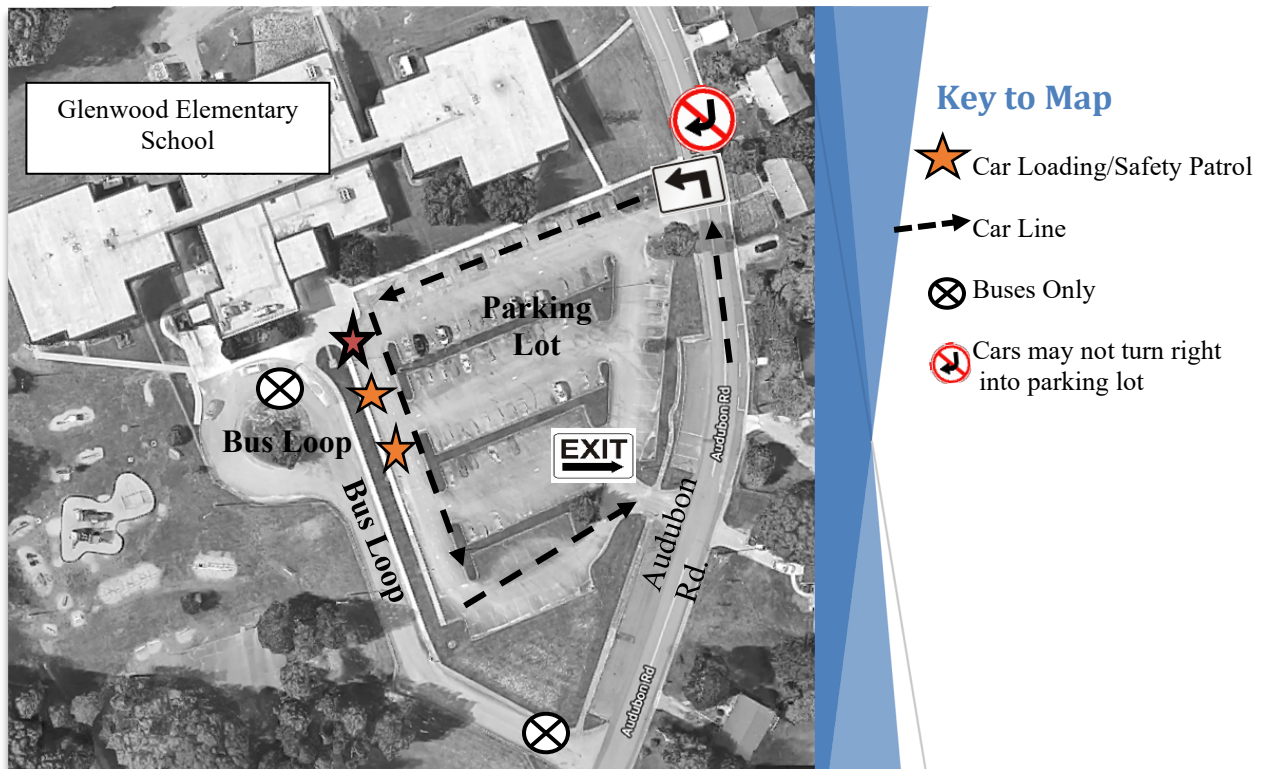 Glenwood Elementary
School
Key to Map
Car Loading/Safety Patrol
Car Line
Buses Only
Cars may not turn right
into parking lot
Parking
Lot
Bus Loop
Bus Loop
EXIT
Audubon Rd
Audubon
Rd.
Audubon Rd